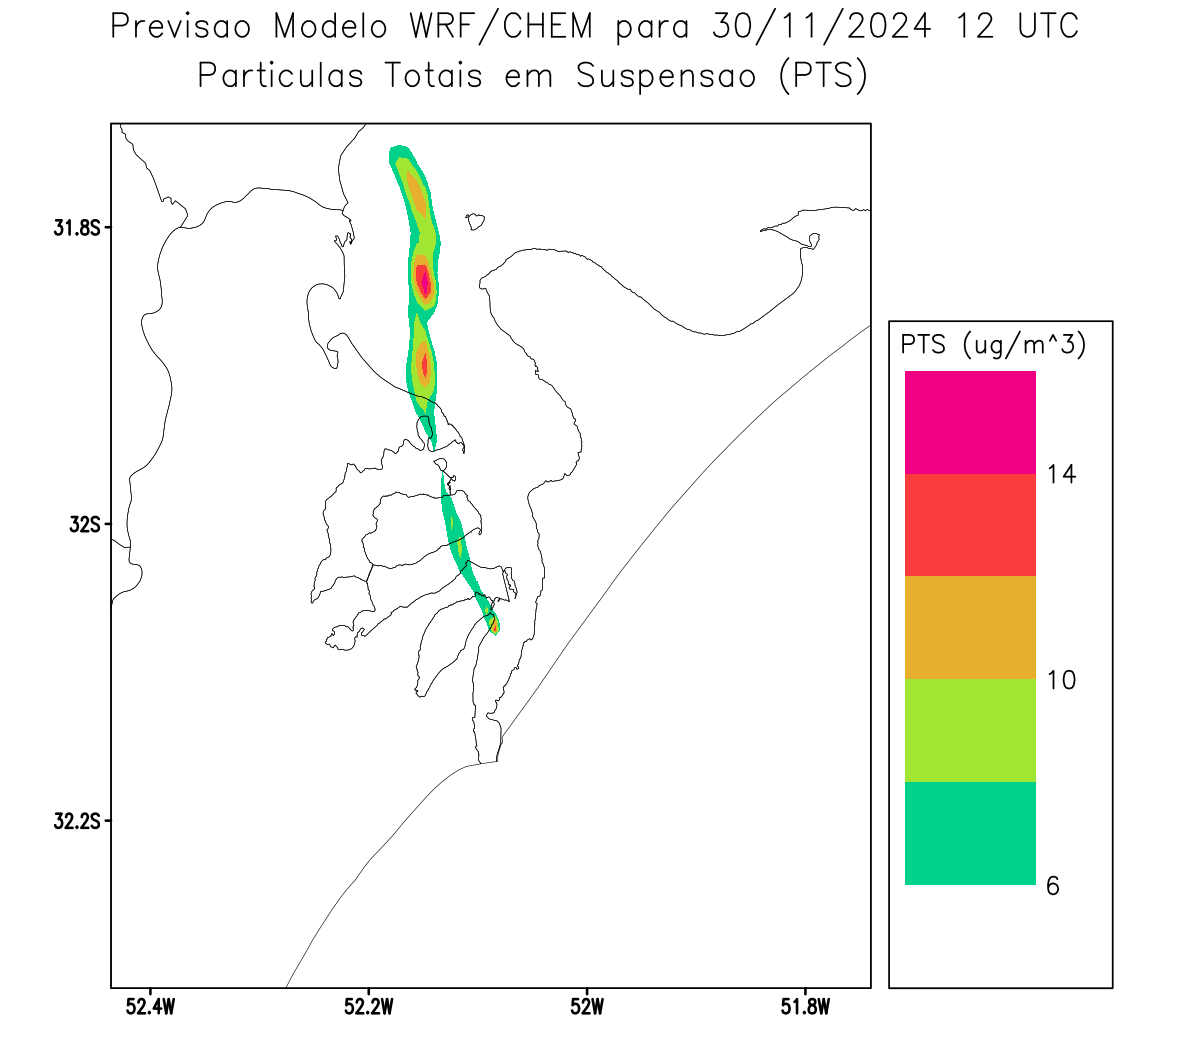 Previsao Modelo WRF/CHEM para 30/11/2024 12 UTC
Particulas Totais em Suspensao (PTS)
31.8S
32S
32.2S
52.4W
52.2W
52W
51.8W
PTS (ug/m^3)
14
10
6